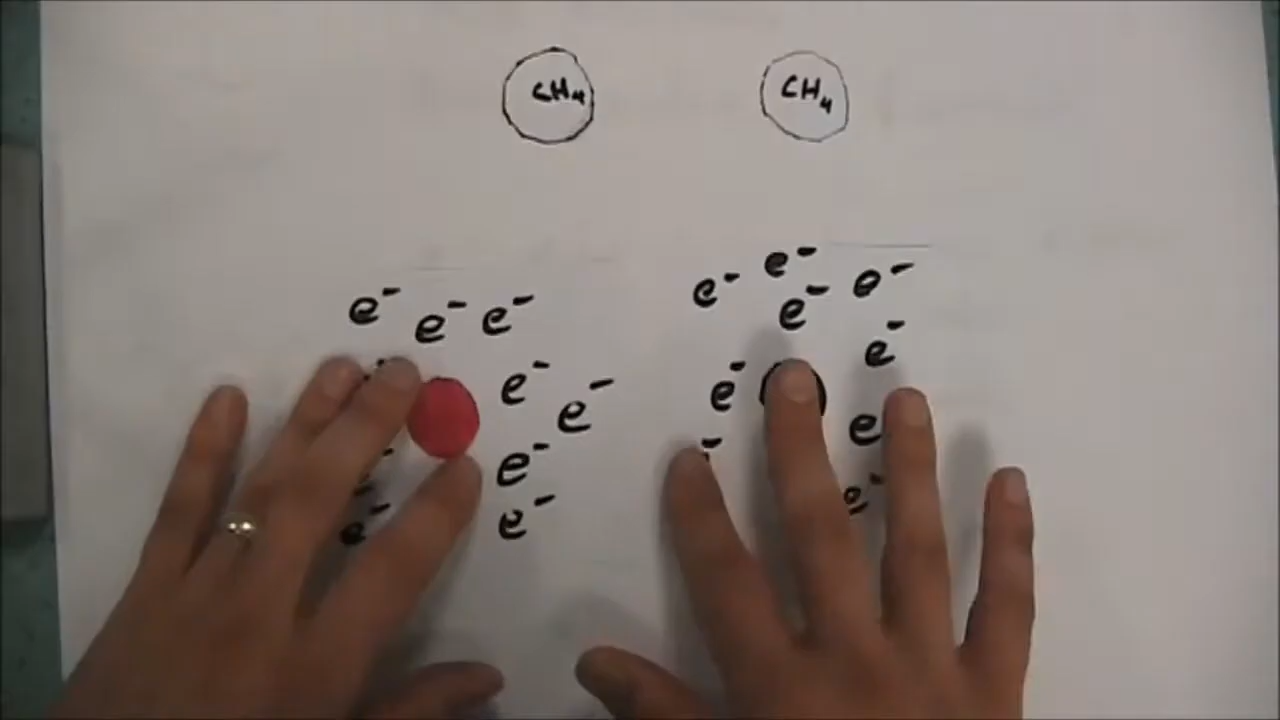 CH₄ CH₄
e⁻ e⁻ e⁻ e⁻
e⁻ e⁻ e⁻ e⁻
e⁻
e⁻ e⁻
e⁻ e
e⁻ e⁻
e⁻ e⁻